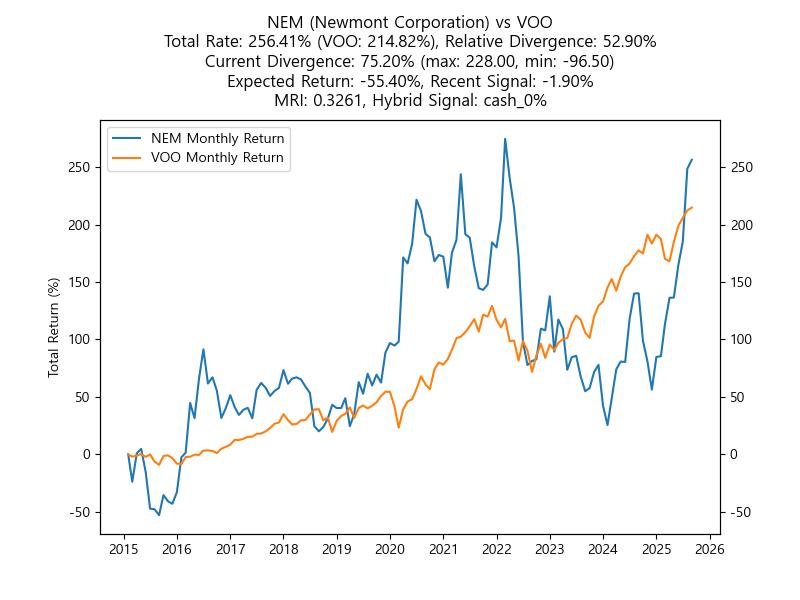 NEM (Newmont Corporation) vs VOO
Total Rate: 256.41% (VOO: 214.82%), Relative Divergence: 52.90%
Current Divergence: 75.20% (max: 228.00, min: -96.50)
Expected Return: -55.40%, Recent Signal: -1.90%
MRI: 0.3261, Hybrid Signal: cash_0%
NEM Monthly Return
VOO Monthly Return
Total Return (%)
250
200
150
100
50
0
-50
250
200
150
100
50
0
-50
2015 2016 2017 2018 2019 2020 2021 2022 2023 2024 2025 2026